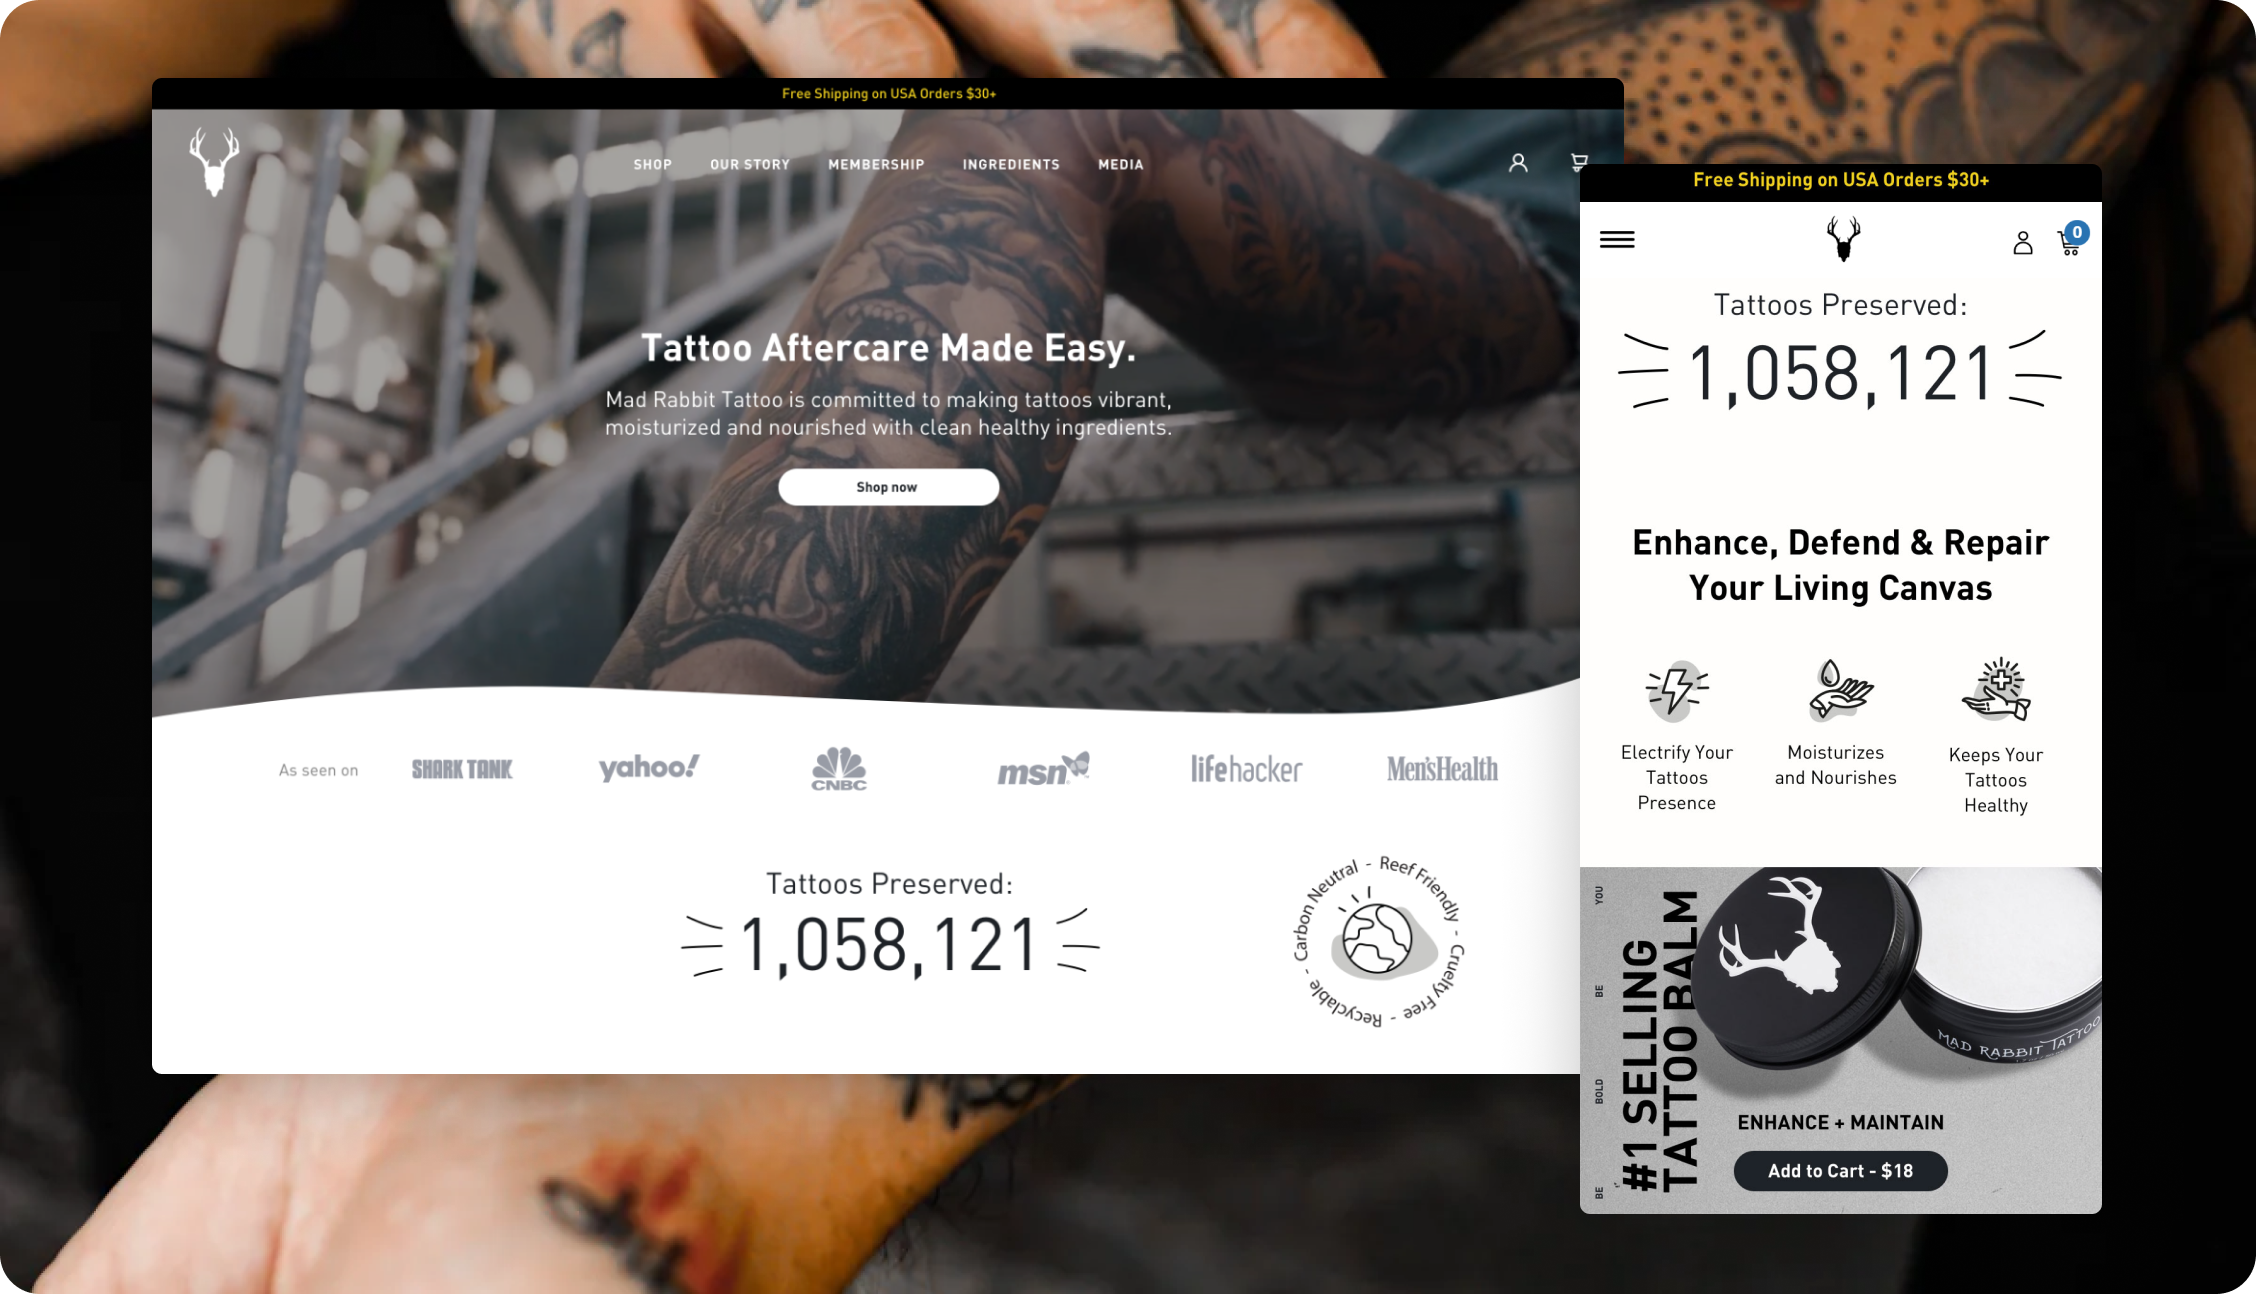 Free Shipping on USA Orders $30+
SHOP OUR STORY MEMBERSHIP INGREDIENTS MEDIA
Tattoo Aftercare Made Easy.
Mad Rabbit Tattoo is committed to making tattoos vibrant,
moisturized and nourished with clean healthy ingredients.
Shop now
As seen on SHARK TANK yahoo! CNBC msn lifehacker Men'sHealth
Tattoos Preserved:
1,058,121
Carbon Neutral - Reef Friendly - Cruelty Free - Recyclable -
Free Shipping on USA Orders $30+
0
Tattoos Preserved:
1,058,121
Enhance, Defend & Repair
Your Living Canvas
Electrify Your
Tattoos
Presence
Moisturizes
and Nourishes
Keeps Your
Tattoos
Healthy
BE BOLD BE YOU
#1 SELLING
TATTOO BALM
MAD RABBIT TATTOO
ENHANCE + MAINTAIN
Add to Cart - $18